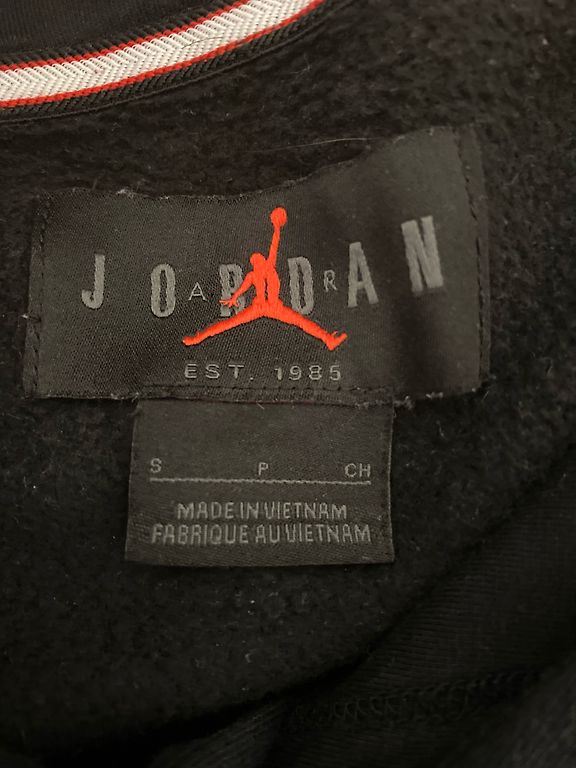 JORDAN
AIR
EST. 1985
S P CH
MADE IN VIETNAM
FABRIQUE AU VIETNAM